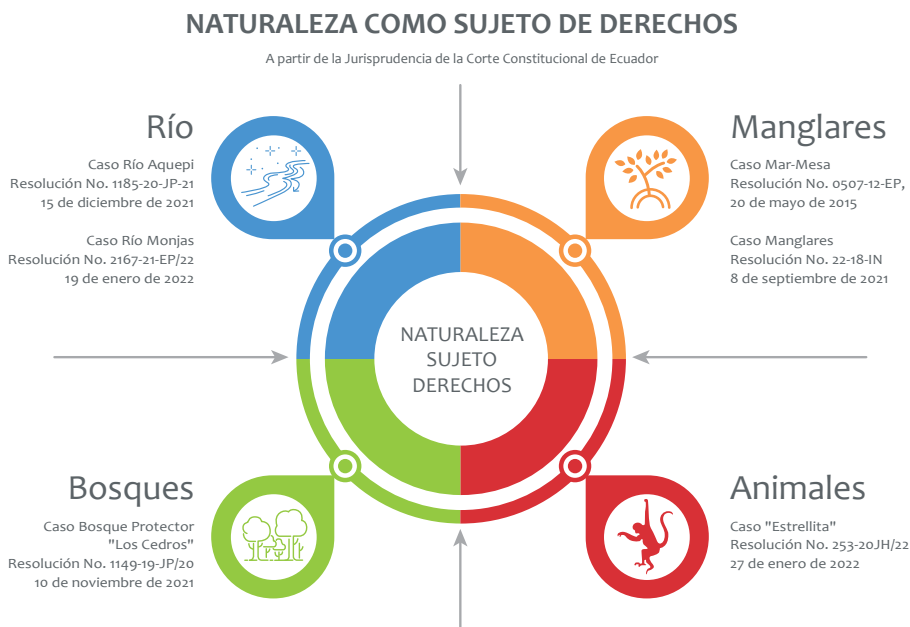 NATURALEZA COMO SUJETO DE DERECHOS
A partir de la Jurisprudencia de la Corte Constitucional de Ecuador
Río
Caso Río Aquepi
Resolución No. 1185-20-JP-21
15 de diciembre de 2021
Caso Río Monjas
Resolución No. 2167-21-EP/22
19 de enero de 2022
Manglares
Caso Mar-Mesa
Resolución No. 0507-12-EP,
20 de mayo de 2015
Caso Manglares
Resolución No. 22-18-IN
8 de septiembre de 2021
NATURALEZA
SUJETO
DERECHOS
Bosques
Caso Bosque Protector
"Los Cedros"
Resolución No. 1149-19-JP/20
10 de noviembre de 2021
Animales
Caso "Estrellita"
Resolución No. 253-20JH/22
27 de enero de 2022